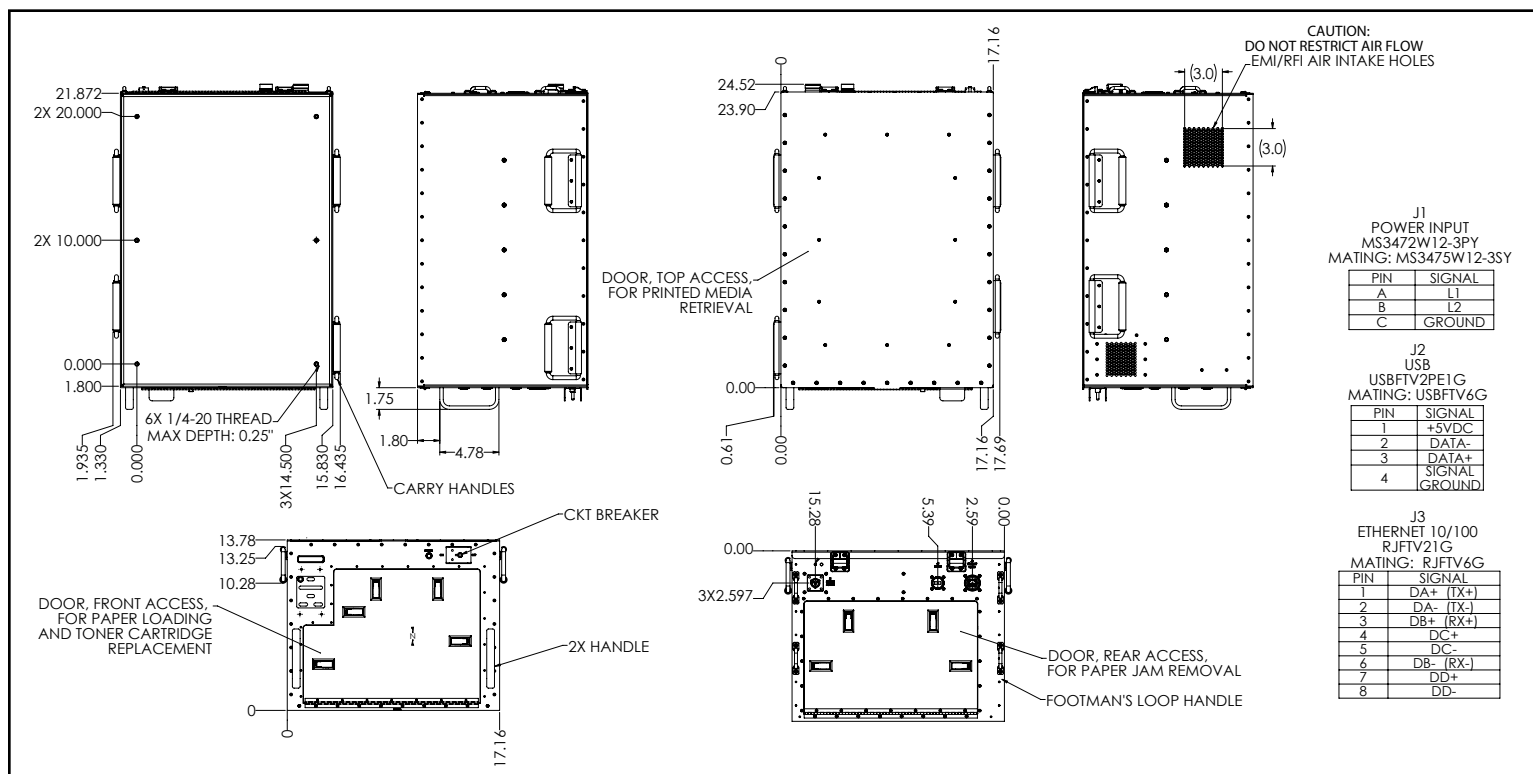 21.872
2X 20.000
2X 10.000
0.000
1.800
6X 1/4-20 THREAD
MAX DEPTH: 0.25"
1.935
1.330
0.000
3X14.500
15.830
16.435
CARRY HANDLES
1.75
1.80
4.78
0
17.16
24.52
23.90
DOOR, TOP ACCESS,
FOR PRINTED MEDIA
RETRIEVAL
0.00
0.61
0.00
17.16
17.69
CAUTION:
DO NOT RESTRICT AIR FLOW
EMI/RFI AIR INTAKE HOLES
(3.0)
(3.0)
13.78
13.25
10.28
CKT BREAKER
DOOR, FRONT ACCESS,
FOR PAPER LOADING
AND TONER CARTRIDGE
REPLACEMENT
2X HANDLE
0
0
17.16
15.28
5.39
2.59
0.00
0.00
3X2.597
DOOR, REAR ACCESS,
FOR PAPER JAM REMOVAL
FOOTMAN'S LOOP HANDLE
J1
POWER INPUT
MS3472W12-3PY
MATING: MS3475W12-3SY
PIN SIGNAL
A L1
B L2
C GROUND
J2
USB
USBFTV2PE1G
MATING: USBFTV6G
PIN SIGNAL
1 +5VDC
2 DATA-
3 DATA+
4 SIGNAL
GROUND
J3
ETHERNET 10/100
RJFTV21G
MATING: RJFTV6G
PIN SIGNAL
1 DA+ (TX+)
2 DA- (TX-)
3 DB+ (RX+)
4 DC+
5 DC-
6 DB- (RX-)
7 DD+
8 DD-